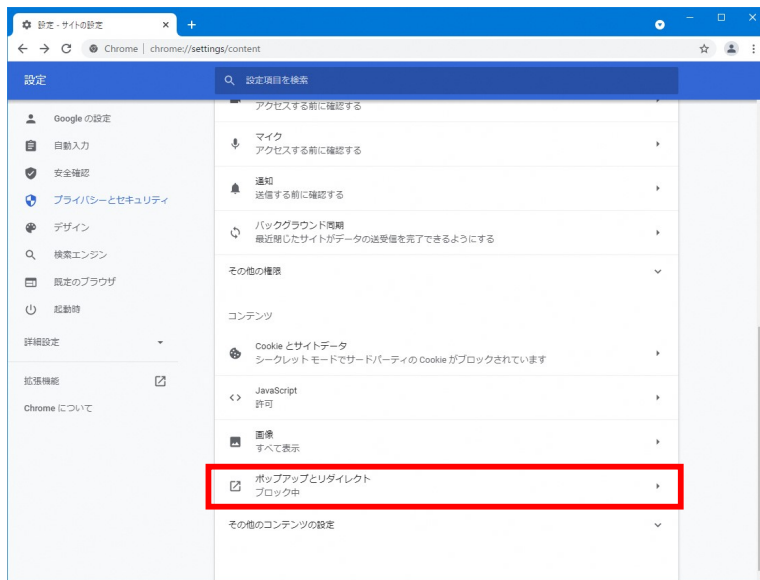 設定 - サイトの設定
Chrome | chrome://settings/content
設定
設定項目を検索
Google の設定
自動入力
安全確認
プライバシーとセキュリティ
デザイン
検索エンジン
既定のブラウザ
起動時
詳細設定
拡張機能
Chrome について
アクセスする前に確認する
マイク
アクセスする前に確認する
通知
送信する前に確認する
バックグラウンド同期
最近閉じたサイトがデータの送受信を完了できるようにする
その他の権限
コンテンツ
Cookie とサイトデータ
シークレット モードでサードパーティの Cookie がブロックされています
JavaScript
許可
画像
すべて表示
ポップアップとリダイレクト
ブロック中
その他のコンテンツの設定